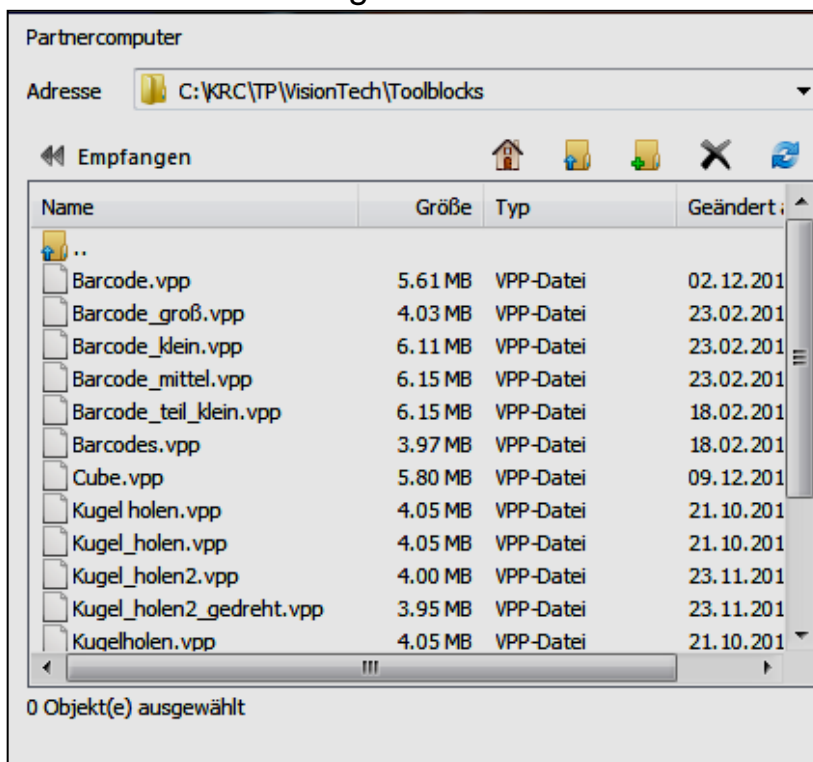 Partnercomputer
Adresse C:\KRC\TP\VisionTech\Toolblocks
Empfangen
Name Größe Typ Geändert
..
Barcode.vpp 5.61 MB VPP-Datei 02.12.201
Barcode_groß.vpp 4.03 MB VPP-Datei 23.02.201
Barcode_klein.vpp 6.11 MB VPP-Datei 23.02.201
Barcode_mittel.vpp 6.15 MB VPP-Datei 23.02.201
Barcode_teil_klein.vpp 6.15 MB VPP-Datei 18.02.201
Barcodes.vpp 3.97 MB VPP-Datei 18.02.201
Cube.vpp 5.80 MB VPP-Datei 09.12.201
Kugel holen.vpp 4.05 MB VPP-Datei 21.10.201
Kugel_holen.vpp 4.05 MB VPP-Datei 21.10.201
Kugel_holen2.vpp 4.00 MB VPP-Datei 23.11.201
Kugel_holen2_gedreht.vpp 3.95 MB VPP-Datei 23.11.201
Kugelholen.vpp 4.05 MB VPP-Datei 21.10.201
0 Objekt(e) ausgewählt